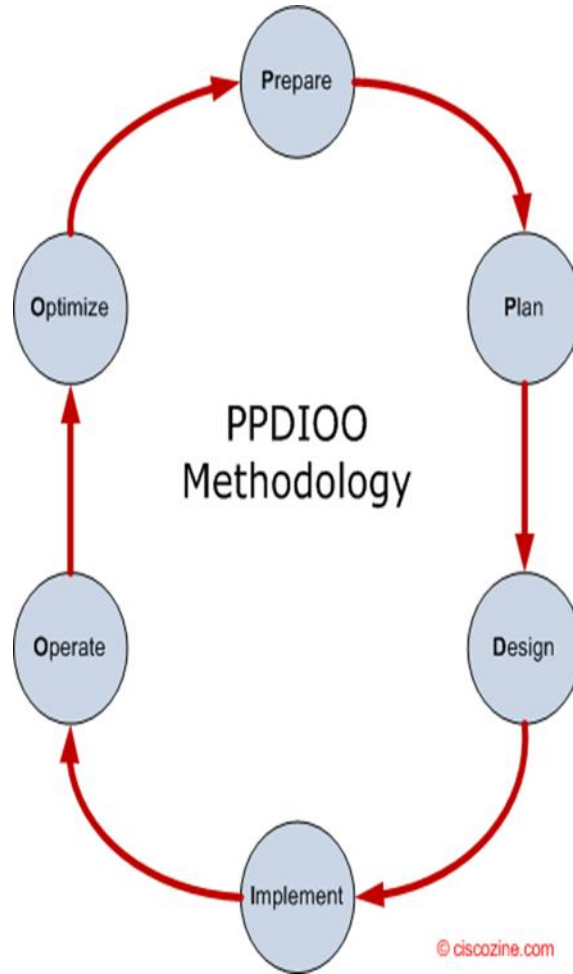 Prepare
Plan
Design
Implement
Operate
Optimize
PPDIOO
Methodology
© ciscozine.com